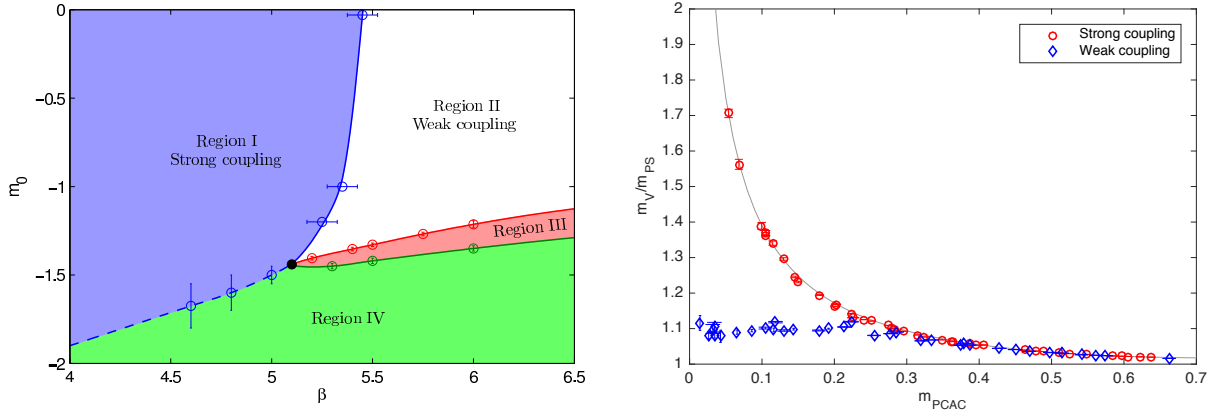 0
−0.5
−1
−1.5
−2
4
4.5
5
5.5
6
6.5
m0
β
Region I
Strong coupling
Region II
Weak coupling
Region III
Region IV
2
1.9
1.8
1.7
1.6
1.5
1.4
1.3
1.2
1.1
1
0
0.1
0.2
0.3
0.4
0.5
0.6
0.7
mV/mPS
mPCAC
Strong coupling
Weak coupling